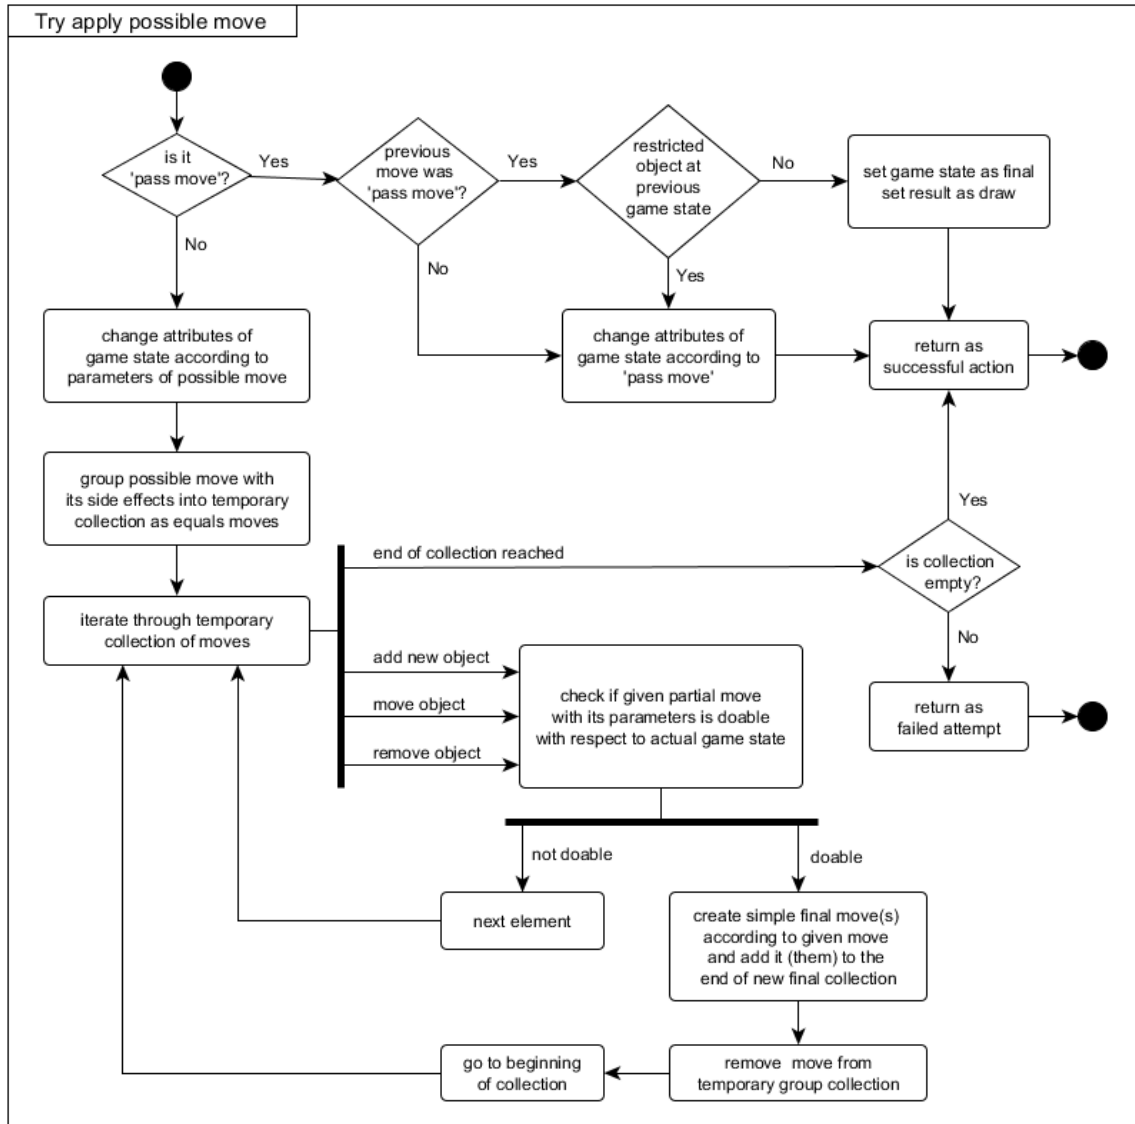 Try apply possible move
is it
'pass move'?
Yes
previous
move was
'pass move'?
Yes
restricted
object at
previous
game state
No
set game state as final
set result as draw
No
No
Yes
change attributes of
game state according to
parameters of possible move
change attributes of
game state according to
'pass move'
return as
successful action
group possible move with
its side effects into temporary
collection as equals moves
Yes
end of collection reached
is collection
empty?
iterate through temporary
collection of moves
No
add new object
move object
remove object
check if given partial move
with its parameters is doable
with respect to actual game state
return as
failed attempt
not doable
doable
next element
create simple final move(s)
according to given move
and add it (them) to the
end of new final collection
go to beginning
of collection
remove move from
temporary group collection